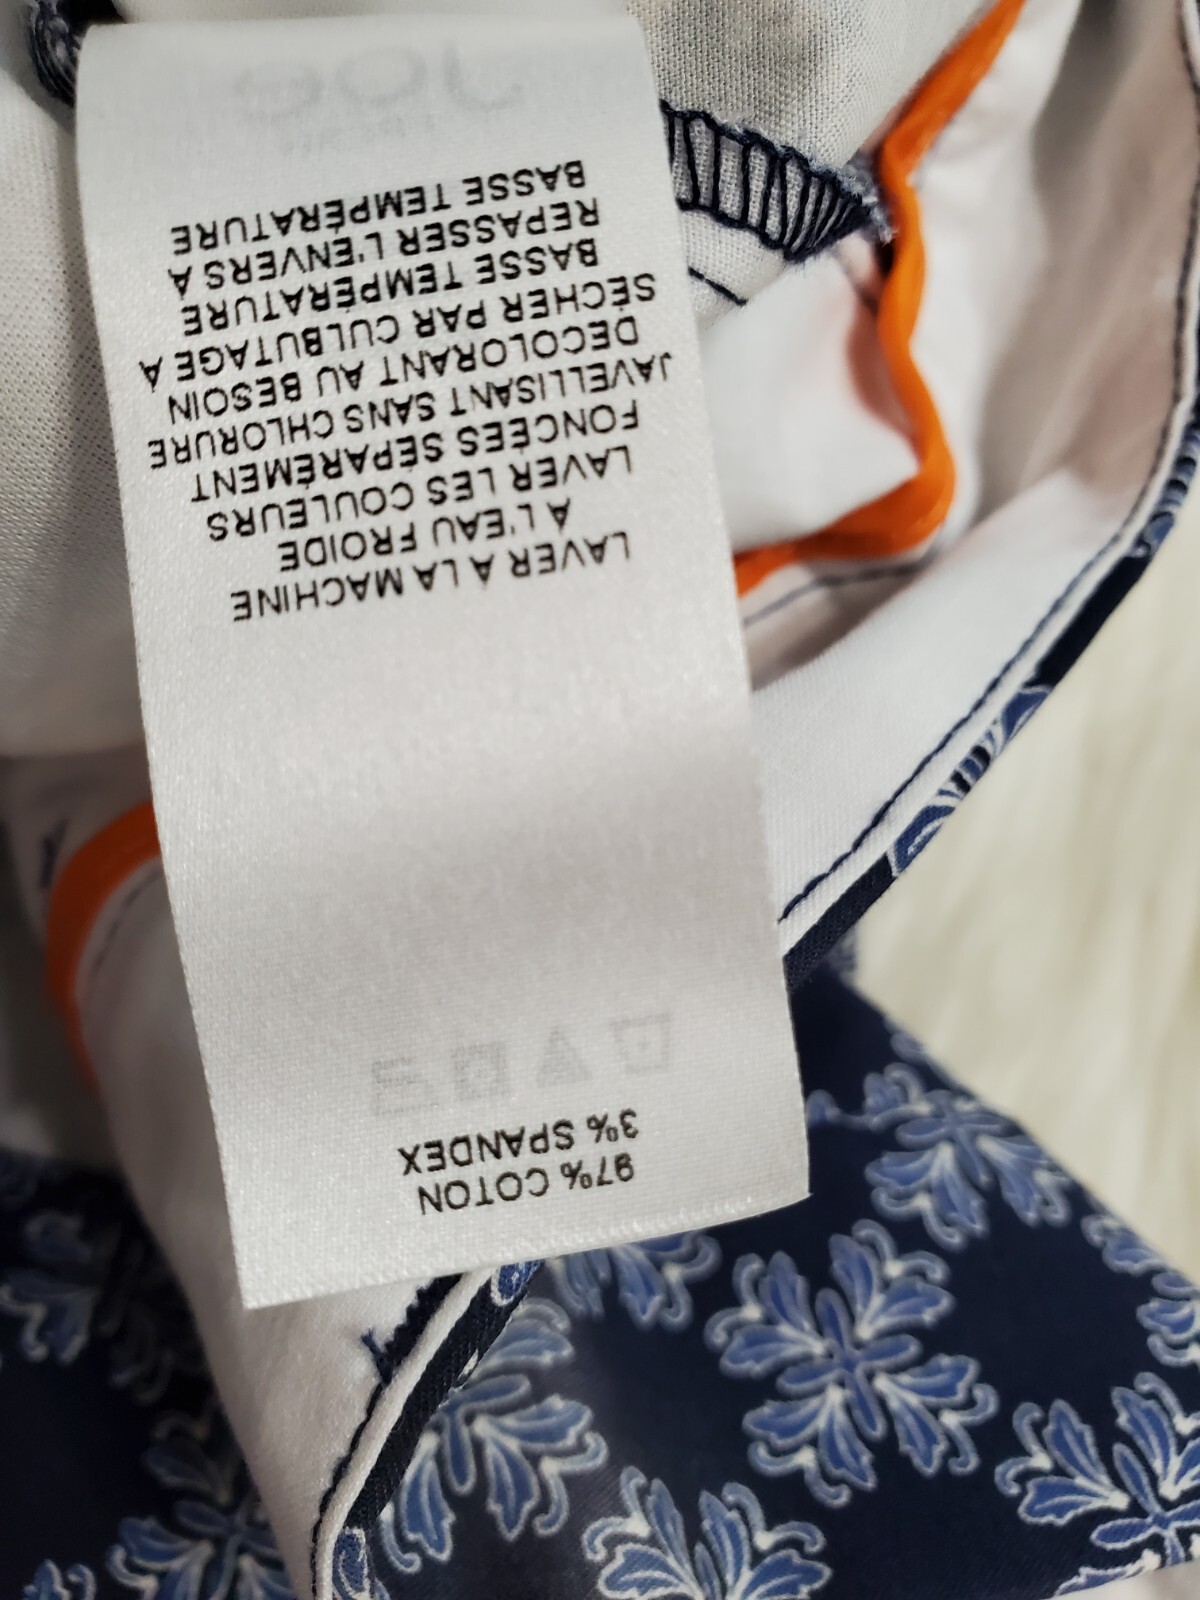 97% COTON
3% SPANDEX
LAVER À LA MACHINE
À L'EAU FROIDE
LAVER LES COULEURS
FONCÉES SÉPARÉMENT
JAVELLISANT SANS CHLORURE
DÉCOLORANT AU BESOIN
SÉCHER PAR CULBUTAGE À
BASSE TEMPÉRATURE
REPASSER L'ENVERS À
BASSE TEMPÉRATURE